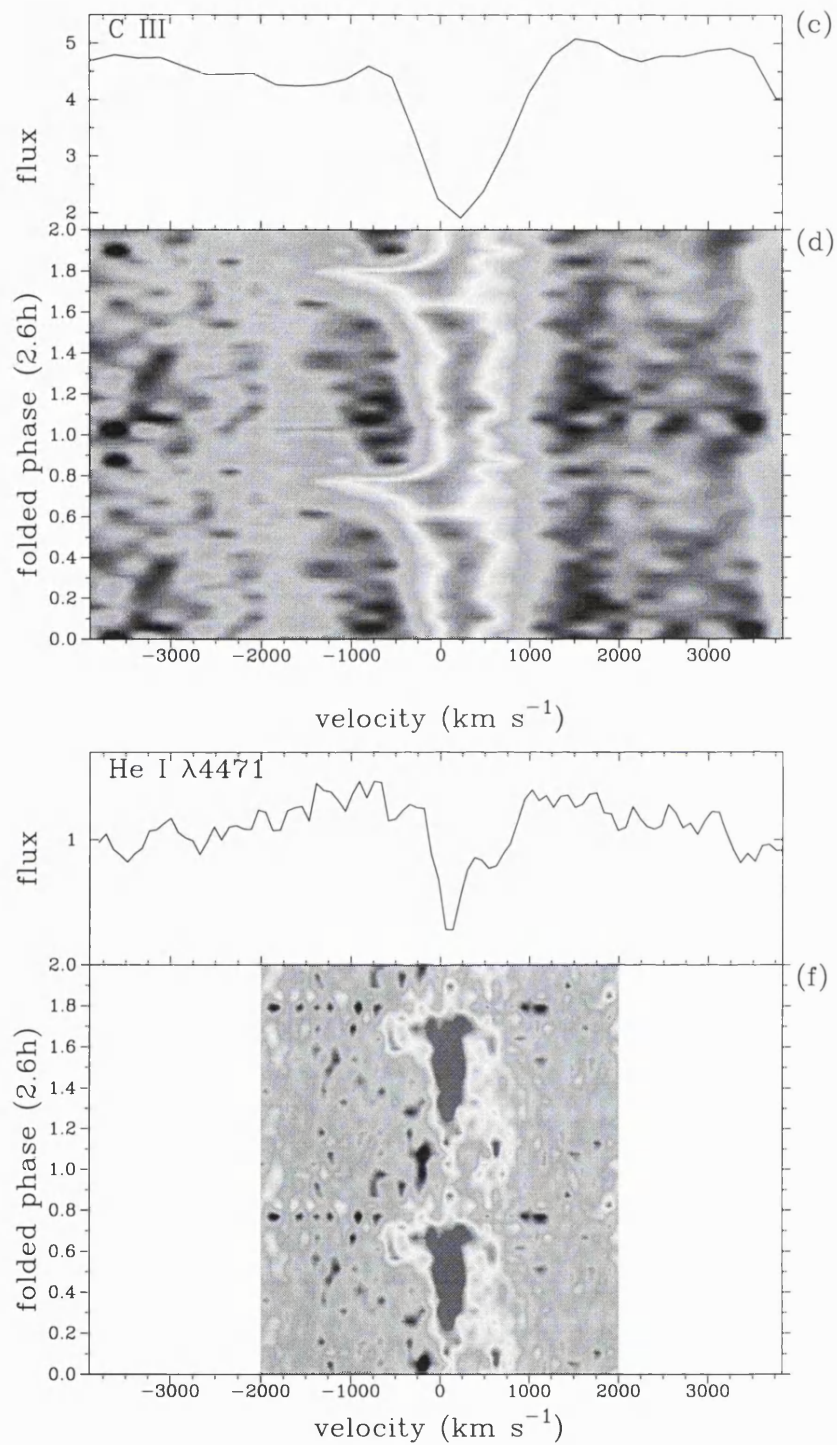 C III
(c)
5
4
3
2
flux
(d)
2.0
1.8
1.6
1.4
1.2
1.0
0.8
0.6
0.4
0.2
0.0
folded phase (2.6h)
−3000 −2000 −1000 0 1000 2000 3000
velocity (km s⁻¹)
He I λ4471
1
flux
(f)
2.0
1.8
1.6
1.4
1.2
1.0
0.8
0.6
0.4
0.2
0.0
folded phase (2.6h)
−3000 −2000 −1000 0 1000 2000 3000
velocity (km s⁻¹)